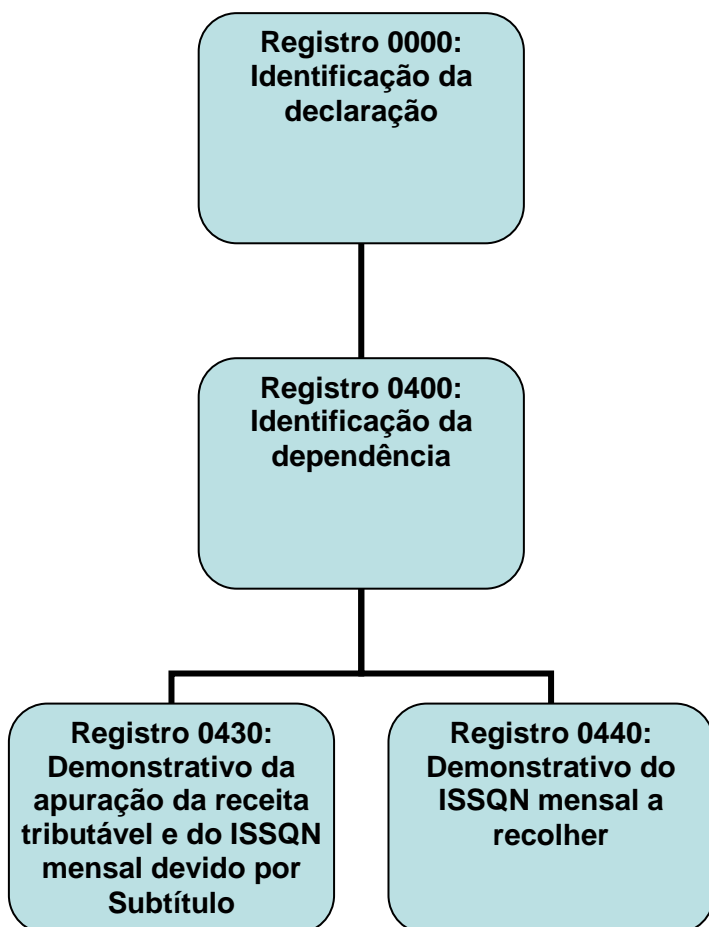 Registro 0000:
Identificação da
declaração
Registro 0400:
Identificação da
dependência
Registro 0430:
Demonstrativo da
apuração da receita
tributável e do ISSQN
mensal devido por
Subtítulo
Registro 0440:
Demonstrativo do
ISSQN mensal a
recolher